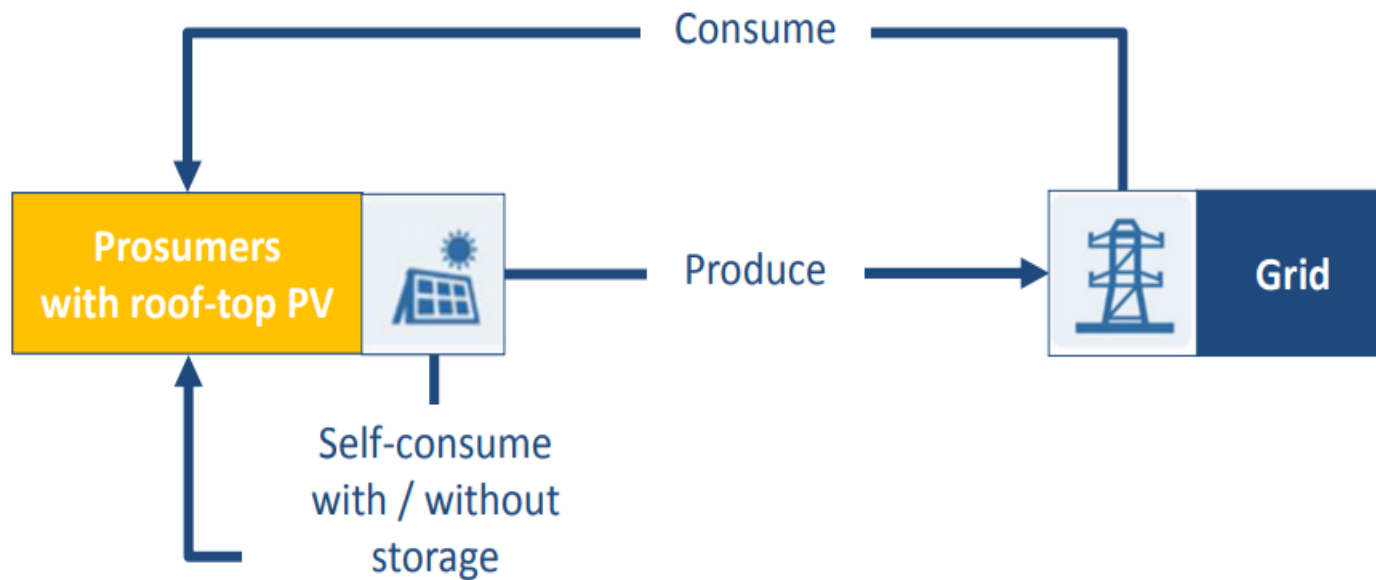 Consume
Prosumers
with roof-top PV
Produce
Grid
Self-consume
with / without
storage